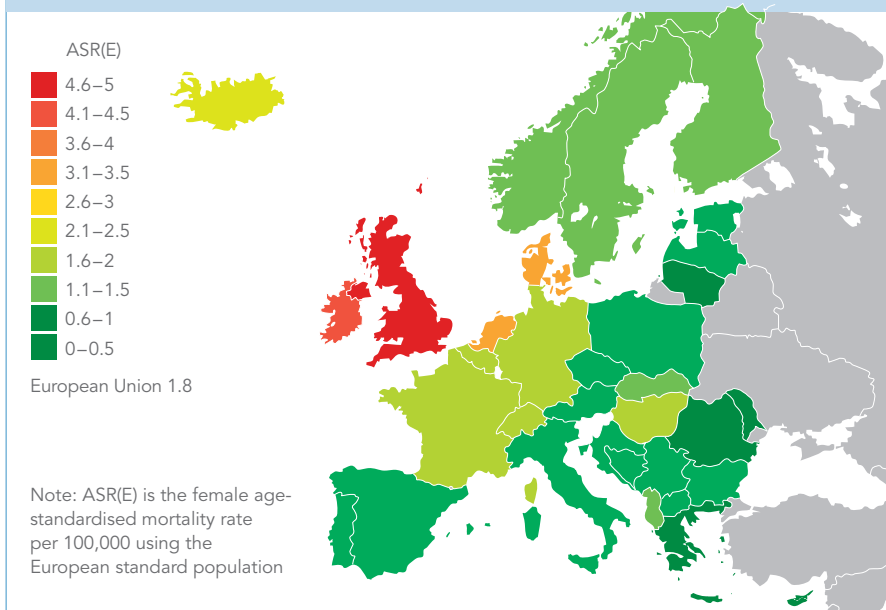 ASR(E)
4.6–5
4.1–4.5
3.6–4
3.1–3.5
2.6–3
2.1–2.5
1.6–2
1.1–1.5
0.6–1
0–0.5
European Union 1.8
Note: ASR(E) is the female age-
standardised mortality rate
per 100,000 using the
European standard population